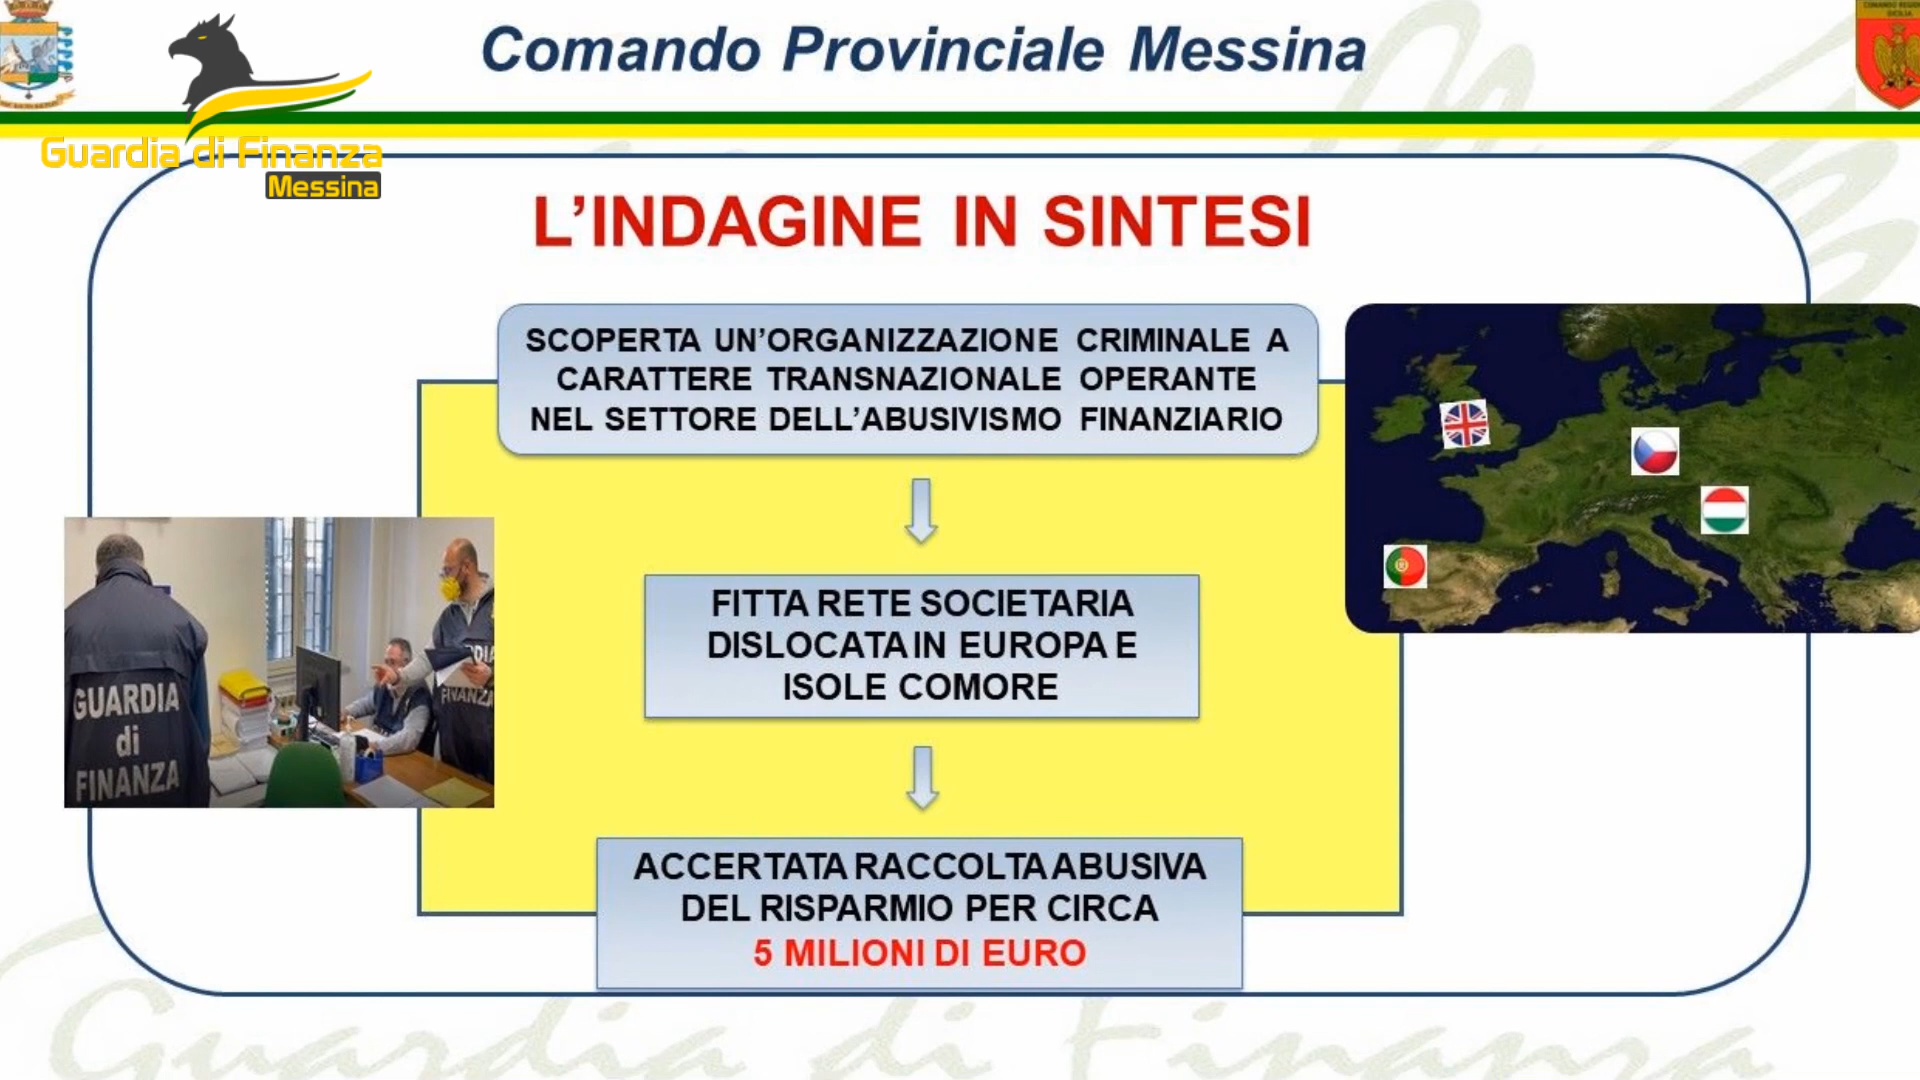 Comando Provinciale Messina
Guardia di Finanza
Messina
L'INDAGINE IN SINTESI
SCOPERTA UN'ORGANIZZAZIONE CRIMINALE A
CARATTERE TRANSNAZIONALE OPERANTE
NEL SETTORE DELL'ABUSIVISMO FINANZIARIO
GUARDIA
di
FINANZA
FINANZA
FITTA RETE SOCIETARIA
DISLOCATA IN EUROPA E
ISOLE COMORE
ACCERTATA RACCOLTA ABUSIVA
DEL RISPARMIO PER CIRCA
5 MILIONI DI EURO
Guardia di Finanza